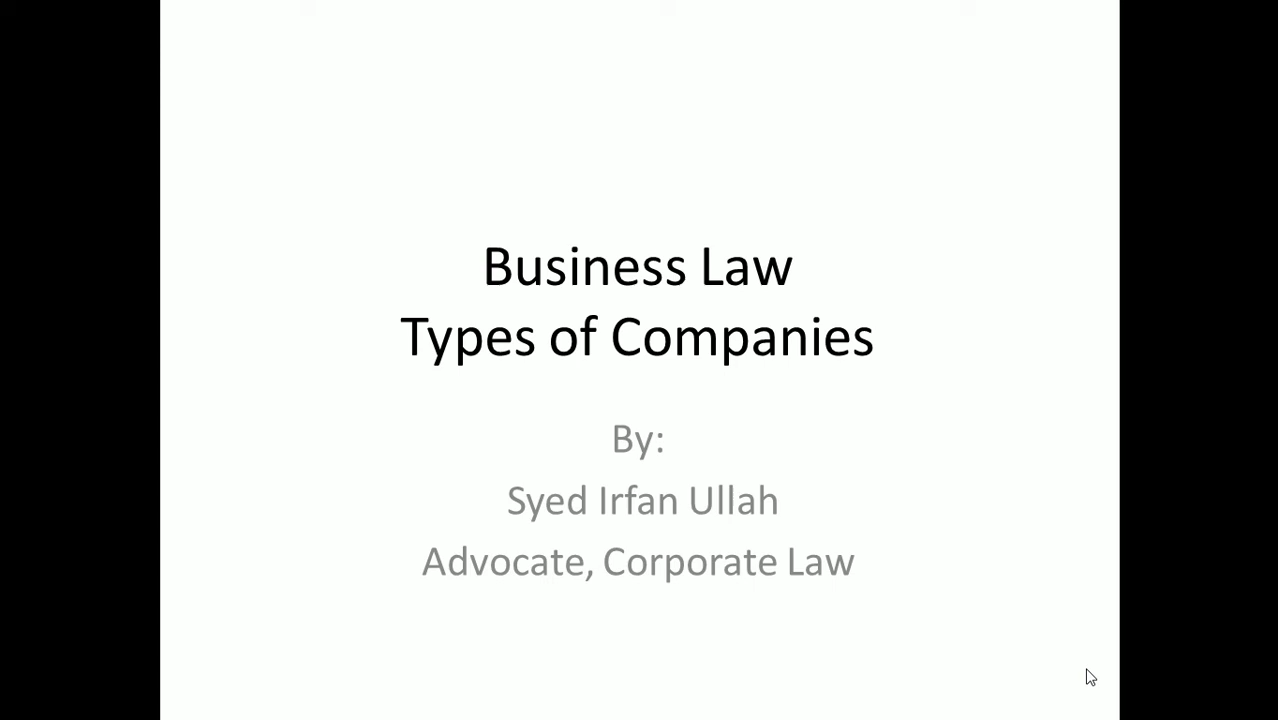 Business Law
Types of Companies
By:
Syed Irfan Ullah
Advocate, Corporate Law